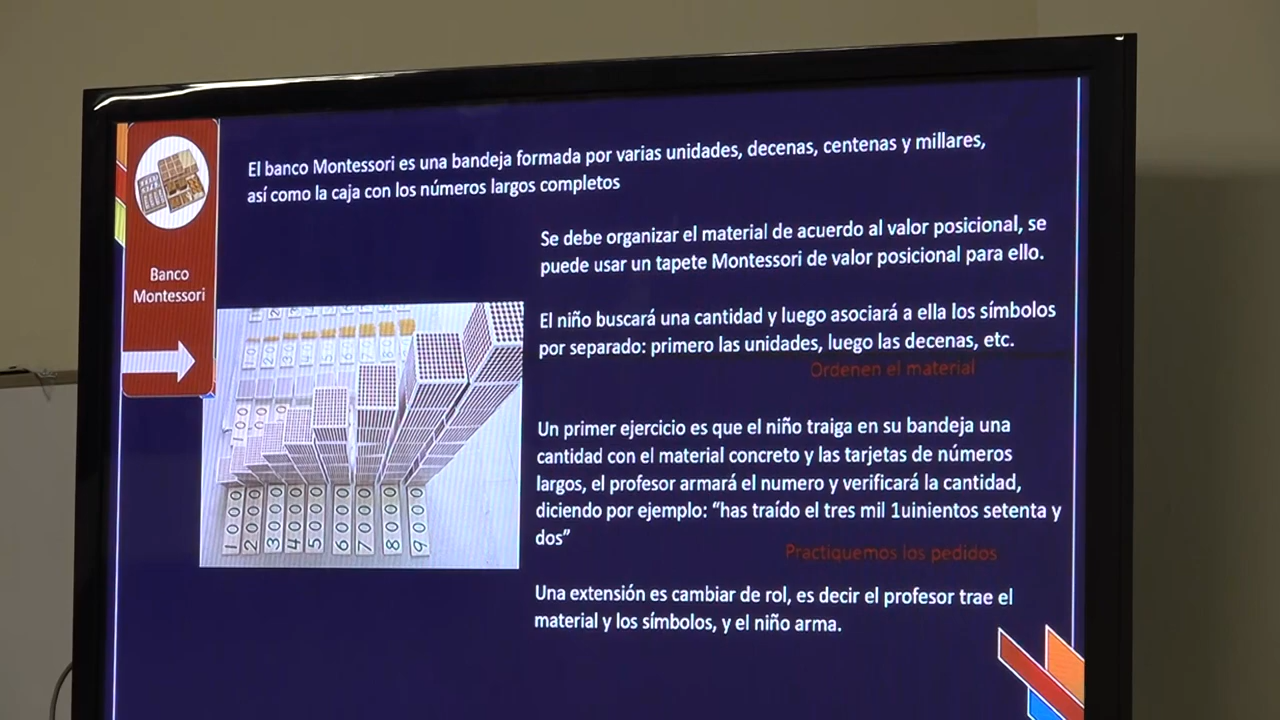 El banco Montessori es una bandeja formada por varias unidades, decenas, centenas y millares,
así como la caja con los números largos completos
Banco
Montessori
Se debe organizar el material de acuerdo al valor posicional, se
puede usar un tapete Montessori de valor posicional para ello.
El niño buscará una cantidad y luego asociará a ella los símbolos
por separado: primero las unidades, luego las decenas, etc.
Ordenen el material
Un primer ejercicio es que el niño traiga en su bandeja una
cantidad con el material concreto y las tarjetas de números
largos, el profesor armará el numero y verificará la cantidad,
diciendo por ejemplo: “has traído el tres mil 1uinientos setenta y
dos”
Practiquemos los pedidos
Una extensión es cambiar de rol, es decir el profesor trae el
material y los símbolos, y el niño arma.
1000 2000 3000 4000 5000 6000 7000 8000 9000